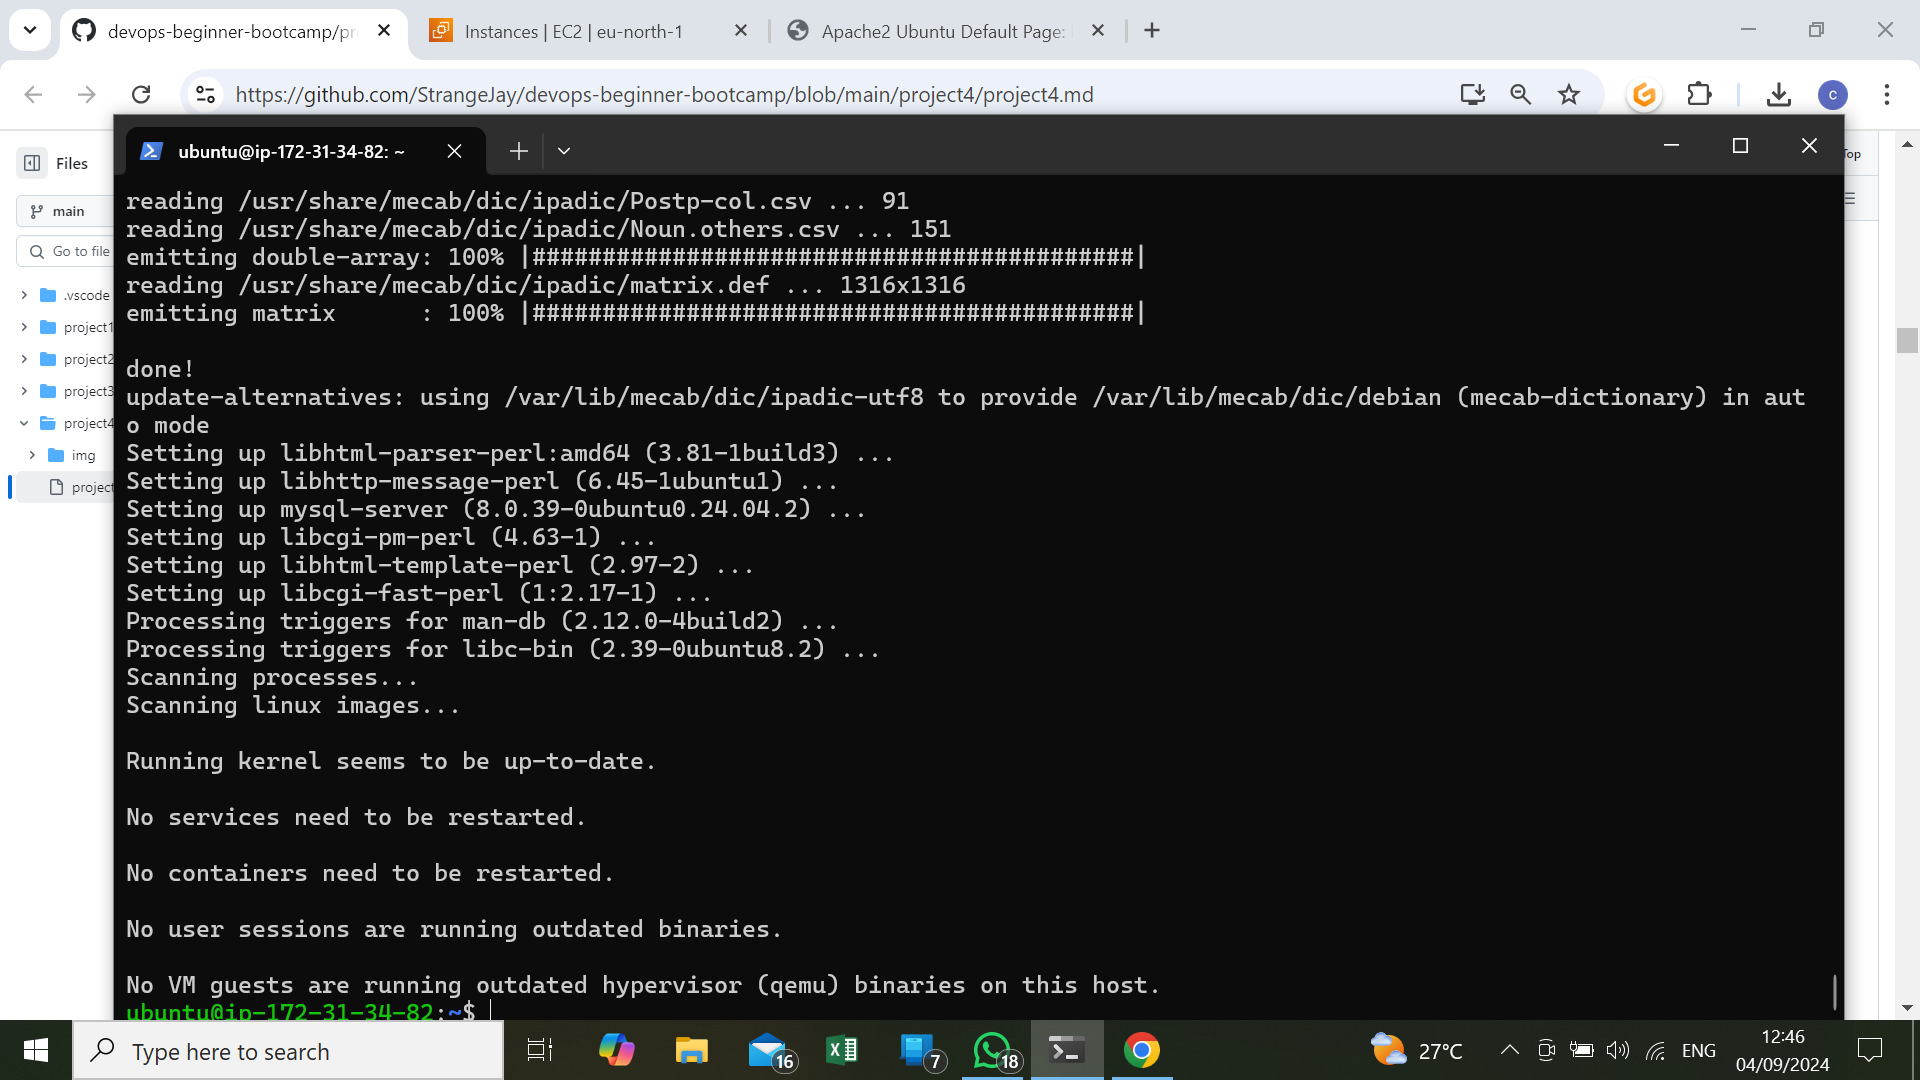 devops-beginner-bootcamp/pr
Instances | EC2 | eu-north-1
Apache2 Ubuntu Default Page:
https://github.com/StrangeJay/devops-beginner-bootcamp/blob/main/project4/project4.md
C
Files
main
Go to file
.vscode
project1
project2
project3
project4
img
project
Top
ubuntu@ip-172-31-34-82: ~
reading /usr/share/mecab/dic/ipadic/Postp-col.csv ... 91
reading /usr/share/mecab/dic/ipadic/Noun.others.csv ... 151
emitting double-array: 100% |###########################################|
reading /usr/share/mecab/dic/ipadic/matrix.def ... 1316x1316
emitting matrix      : 100% |###########################################|
done!
update-alternatives: using /var/lib/mecab/dic/ipadic-utf8 to provide /var/lib/mecab/dic/debian (mecab-dictionary) in aut
o mode
Setting up libhtml-parser-perl:amd64 (3.81-1build3) ...
Setting up libhttp-message-perl (6.45-1ubuntu1) ...
Setting up mysql-server (8.0.39-0ubuntu0.24.04.2) ...
Setting up libcgi-pm-perl (4.63-1) ...
Setting up libhtml-template-perl (2.97-2) ...
Setting up libcgi-fast-perl (1:2.17-1) ...
Processing triggers for man-db (2.12.0-4build2) ...
Processing triggers for libc-bin (2.39-0ubuntu8.2) ...
Scanning processes...
Scanning linux images...
Running kernel seems to be up-to-date.
No services need to be restarted.
No containers need to be restarted.
No user sessions are running outdated binaries.
No VM guests are running outdated hypervisor (qemu) binaries on this host.
ubuntu@ip-172-31-34-82:~$
Type here to search
16
7
18
27°C
ENG
12:46
04/09/2024